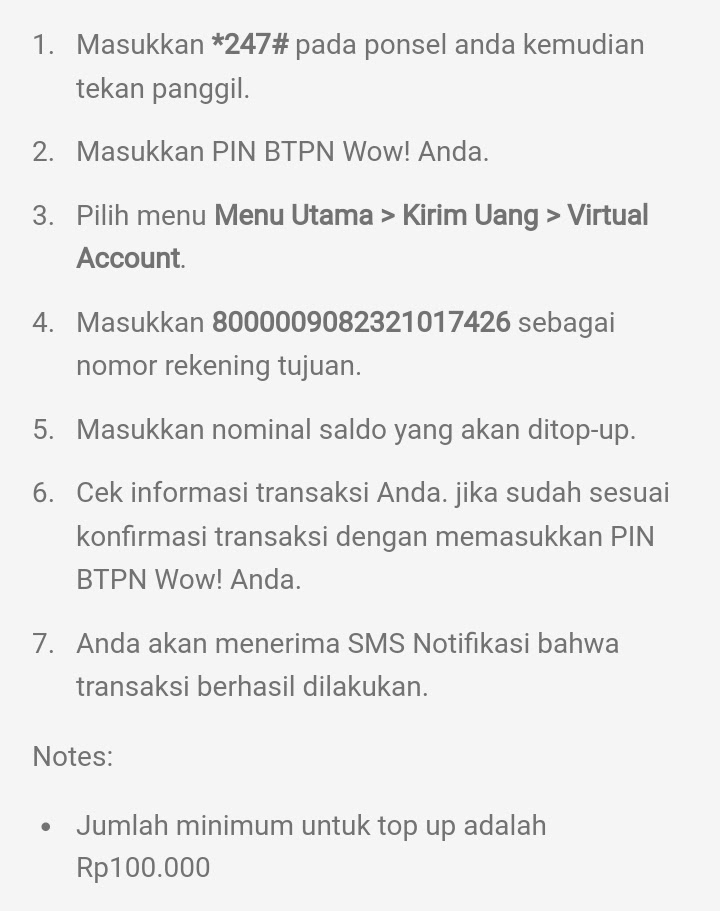 1. Masukkan *247# pada ponsel anda kemudian
tekan panggil.
2. Masukkan PIN BTPN Wow! Anda.
3. Pilih menu Menu Utama > Kirim Uang > Virtual
Account.
4. Masukkan 8000009082321017426 sebagai
nomor rekening tujuan.
5. Masukkan nominal saldo yang akan ditop-up.
6. Cek informasi transaksi Anda. jika sudah sesuai
konfirmasi transaksi dengan memasukkan PIN
BTPN Wow! Anda.
7. Anda akan menerima SMS Notifikasi bahwa
transaksi berhasil dilakukan.
Notes:
• Jumlah minimum untuk top up adalah
Rp100.000